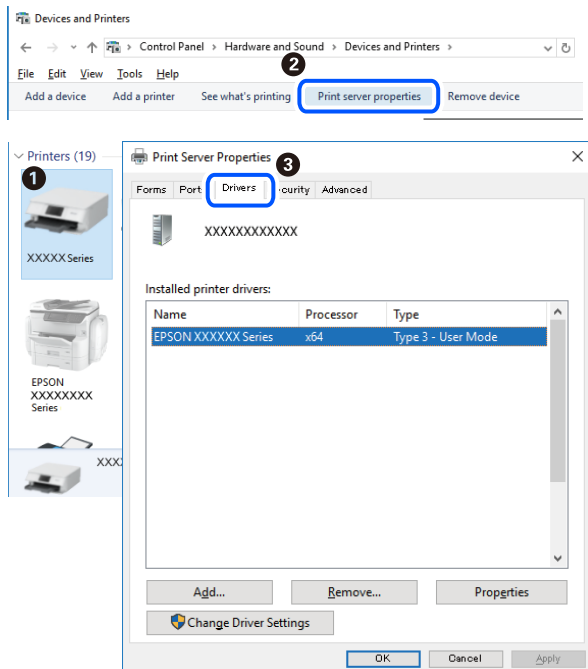 Devices and Printers
Control Panel > Hardware and Sound > Devices and Printers >
2
File Edit View Tools Help
Add a device Add a printer See what's printing Print server properties Remove device
Printers (19)
1
XXXXX Series
EPSON
XXXXXXXX
Series
XXX
Print Server Properties
3
Forms Port Drivers curity Advanced
XXXXXXXXXXXX
Installed printer drivers:
Name Processor Type
EPSON XXXXXX Series x64 Type 3 - User Mode
Add... Remove... Properties
Change Driver Settings
OK Cancel Apply